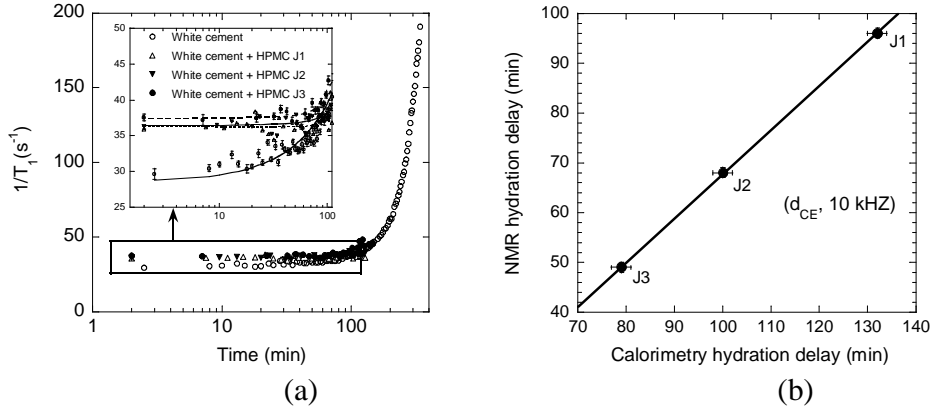 (a)
200
150
100
50
0
1/T1 (s-1)
1
10
100
Time (min)
50
45
40
35
30
25
10
100
White cement
White cement + HPMC J1
White cement + HPMC J2
White cement + HPMC J3
(b)
100
90
80
70
60
50
40
NMR hydration delay (min)
J1
J2
J3
(dCE, 10 kHZ)
70
80
90
100
110
120
130
140
Calorimetry hydration delay (min)
(a)
(b)